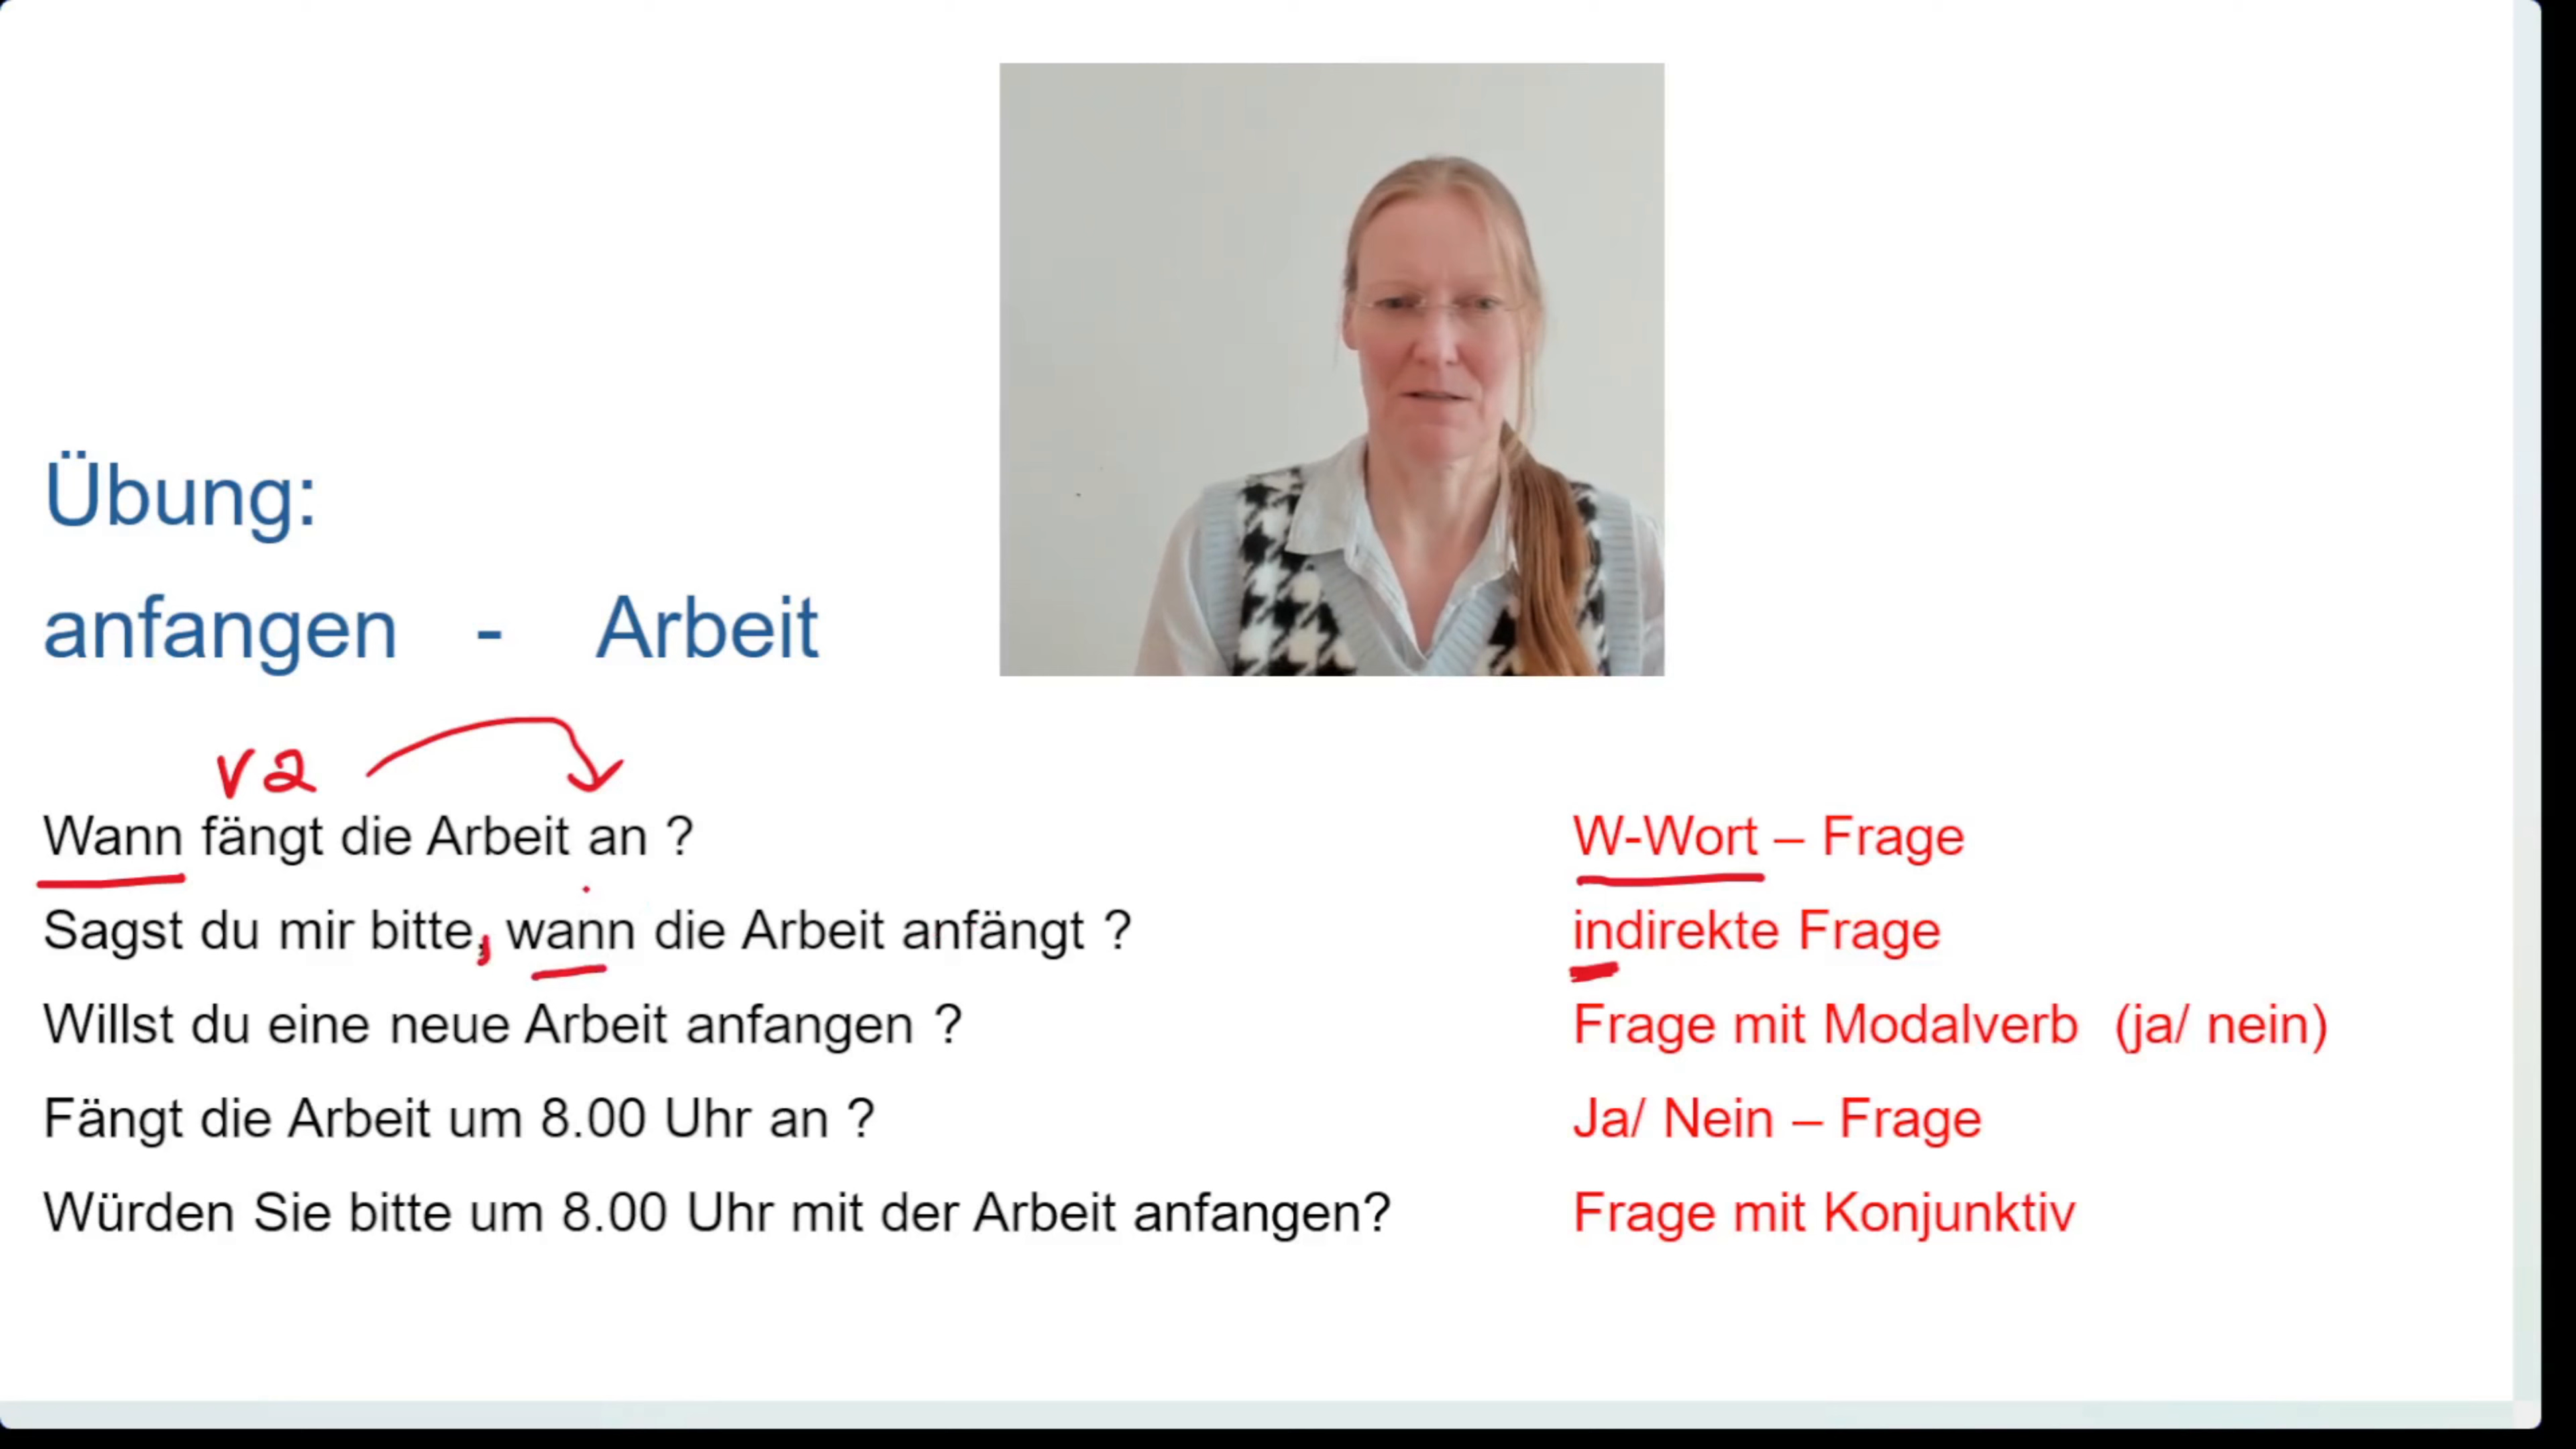 Übung:
anfangen - Arbeit
v2
Wann fängt die Arbeit an ? W-Wort – Frage
Sagst du mir bitte, wann die Arbeit anfängt ? indirekte Frage
Willst du eine neue Arbeit anfangen ? Frage mit Modalverb (ja/ nein)
Fängt die Arbeit um 8.00 Uhr an ? Ja/ Nein – Frage
Würden Sie bitte um 8.00 Uhr mit der Arbeit anfangen? Frage mit Konjunktiv